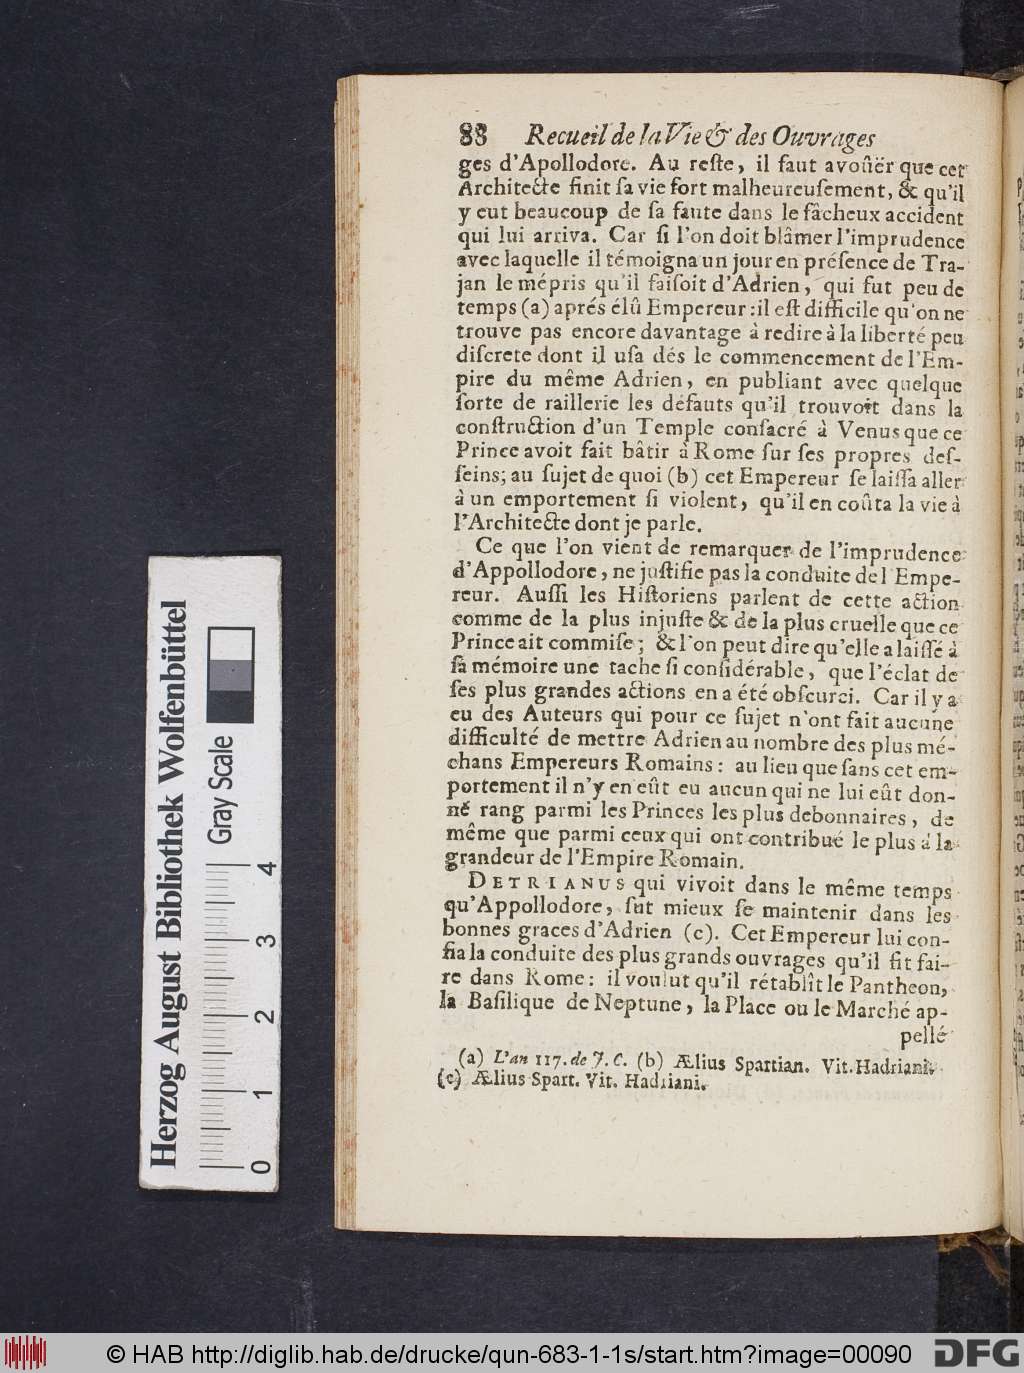 88 Recueil de la Vie & des Ouvrages
ges d'Apollodore. Au reſte, il faut avoüër que cet
Architecte finit ſa vie fort malheureuſement, & qu'il
y eut beaucoup de ſa faute dans le fâcheux accident
qui lui arriva. Car ſi l'on doit blâmer l'imprudence
avec laquelle il témoigna un jour en préſence de Tra-
jan le mépris qu'il faiſoit d'Adrien, qui fut peu de
temps (a) aprés élû Empereur: il eſt difficile qu'on ne
trouve pas encore davantage à redire à la liberté peu
diſcrete dont il uſa dés le commencement de l'Em-
pire du même Adrien, en publiant avec quelque
ſorte de raillerie les défauts qu'il trouvoit dans la
conſtruction d'un Temple conſacré à Venus que ce
Prince avoit fait bâtir à Rome ſur ſes propres deſ-
ſeins; au ſujet de quoi (b) cet Empereur ſe laiſſa aller
à un emportement ſi violent, qu'il en coûta la vie à
l'Architecte dont je parle.
Ce que l'on vient de remarquer de l'imprudence
d'Appollodore, ne juſtifie pas la conduite de l'Empe-
reur. Auſſi les Hiſtoriens parlent de cette action
comme de la plus injuſte & de la plus cruelle que ce
Prince ait commiſe; & l'on peut dire qu'elle a laiſſé à
ſa mémoire une tache ſi conſidérable, que l'éclat de
ſes plus grandes actions en a été obſcurci. Car il y a
eu des Auteurs qui pour ce ſujet n'ont fait aucune
difficulté de mettre Adrien au nombre des plus mé-
chans Empereurs Romains: au lieu que ſans cet em-
portement il n'y en eût eu aucun qui ne lui eût don-
né rang parmi les Princes les plus debonnaires, de
même que parmi ceux qui ont contribué le plus à la
grandeur de l'Empire Romain.
DETRIANUS qui vivoit dans le même temps
qu'Appollodore, ſut mieux ſe maintenir dans les
bonnes graces d'Adrien (c). Cet Empereur lui con-
fia la conduite des plus grands ouvrages qu'il fit fai-
re dans Rome: il voulut qu'il rétablît le Pantheon,
la Baſilique de Neptune, la Place ou le Marché ap-
pellé
(a) L'an 117. de J. C. (b) Ælius Spartian. Vit. Hadriani.
(c) Ælius Spart. Vit. Hadriani.
Herzog August Bibliothek Wolfenbüttel
Gray Scale
0 1 2 3 4
© HAB http://diglib.hab.de/drucke/qun-683-1-1s/start.htm?image=00090
DFG